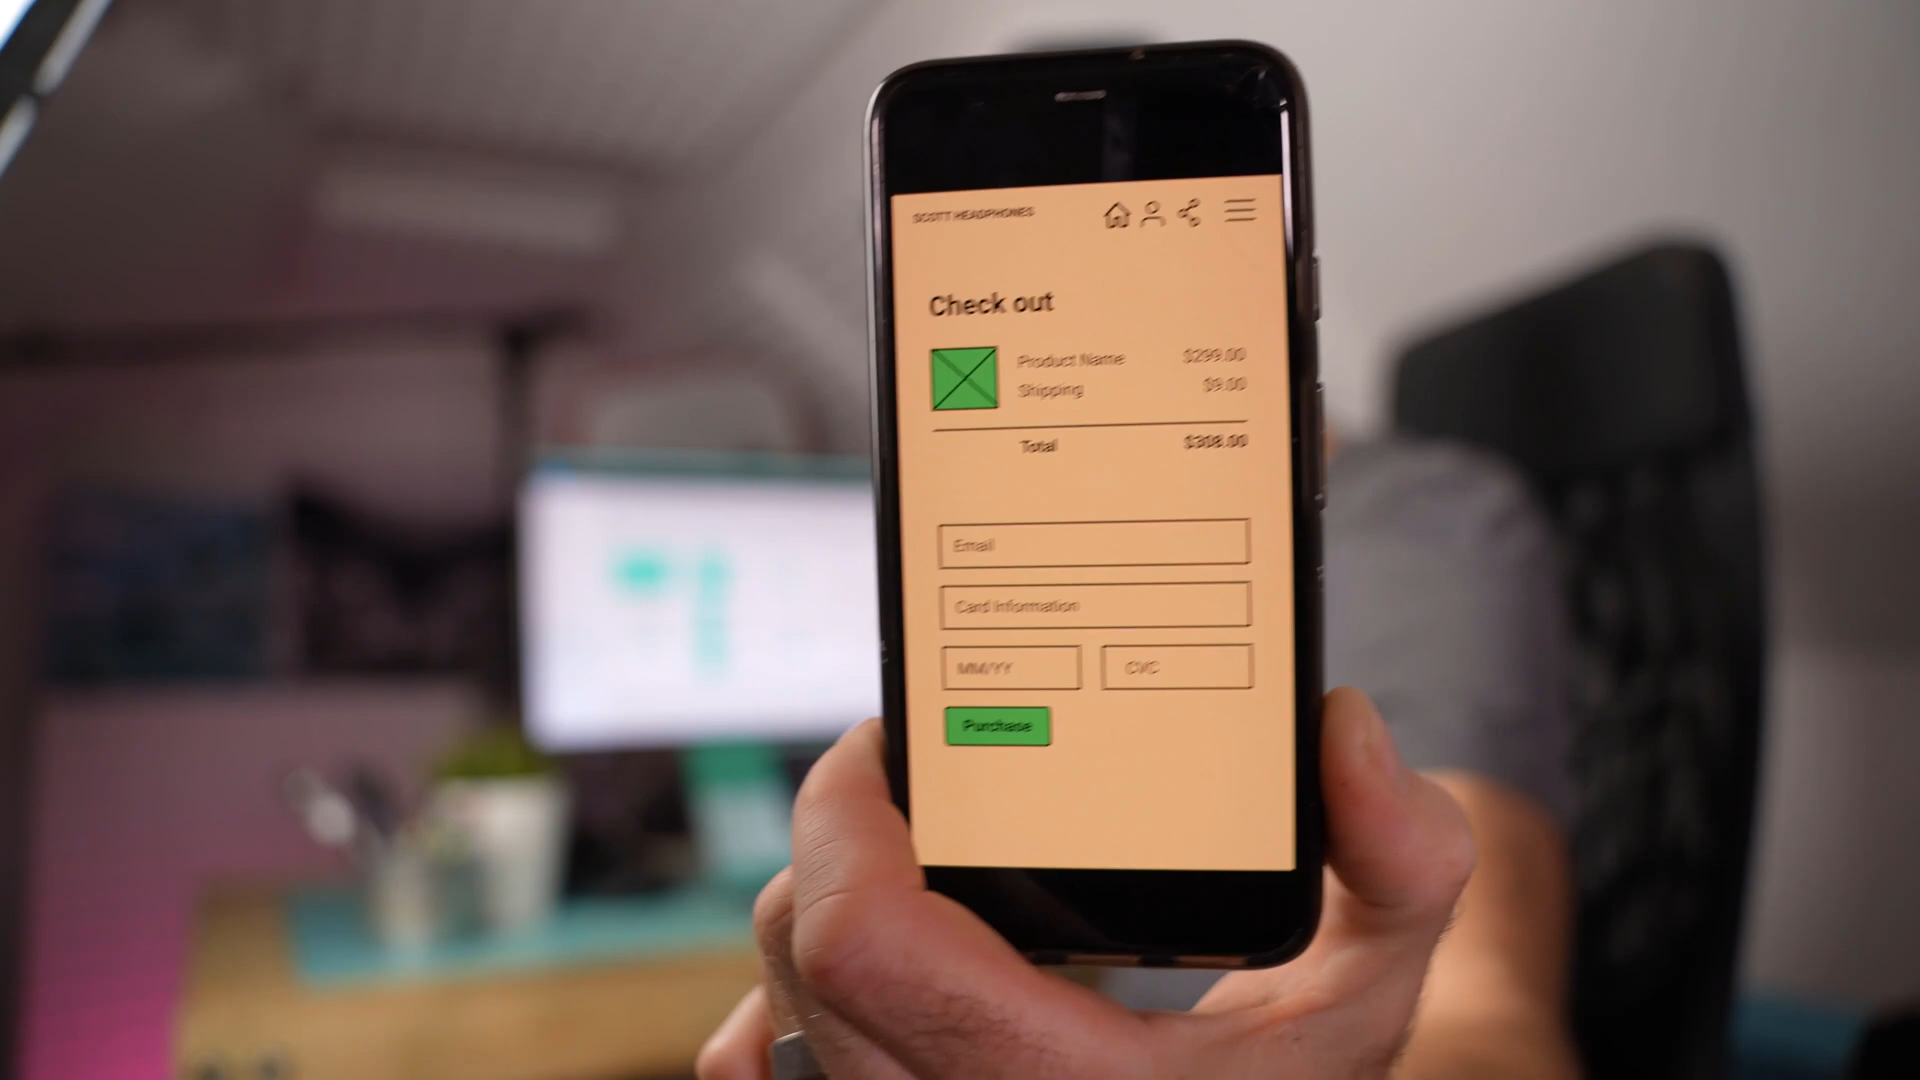 SCOTT HEADPHONES
Check out
Product Name $299.00
Shipping $9.00
Total $308.00
Email
Card Information
MM/YY CVC
Purchase